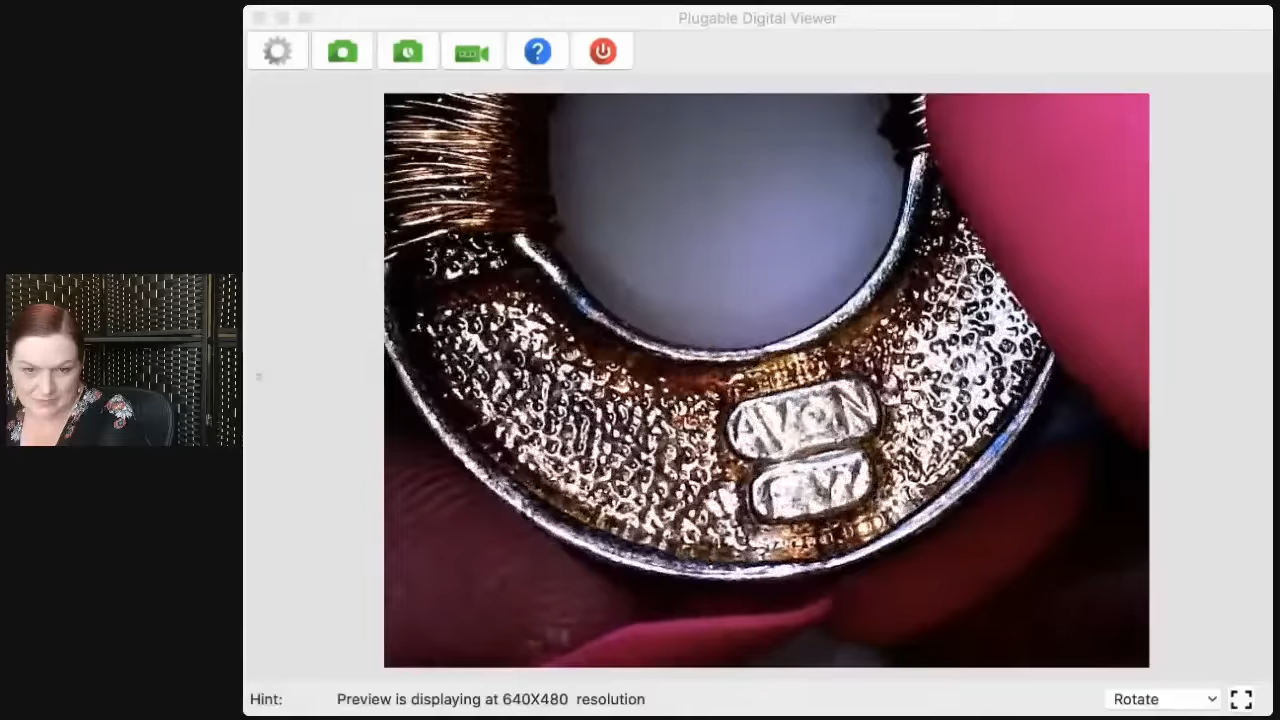 Plugable Digital Viewer
AVON
Hint: Preview is displaying at 640X480 resolution
Rotate